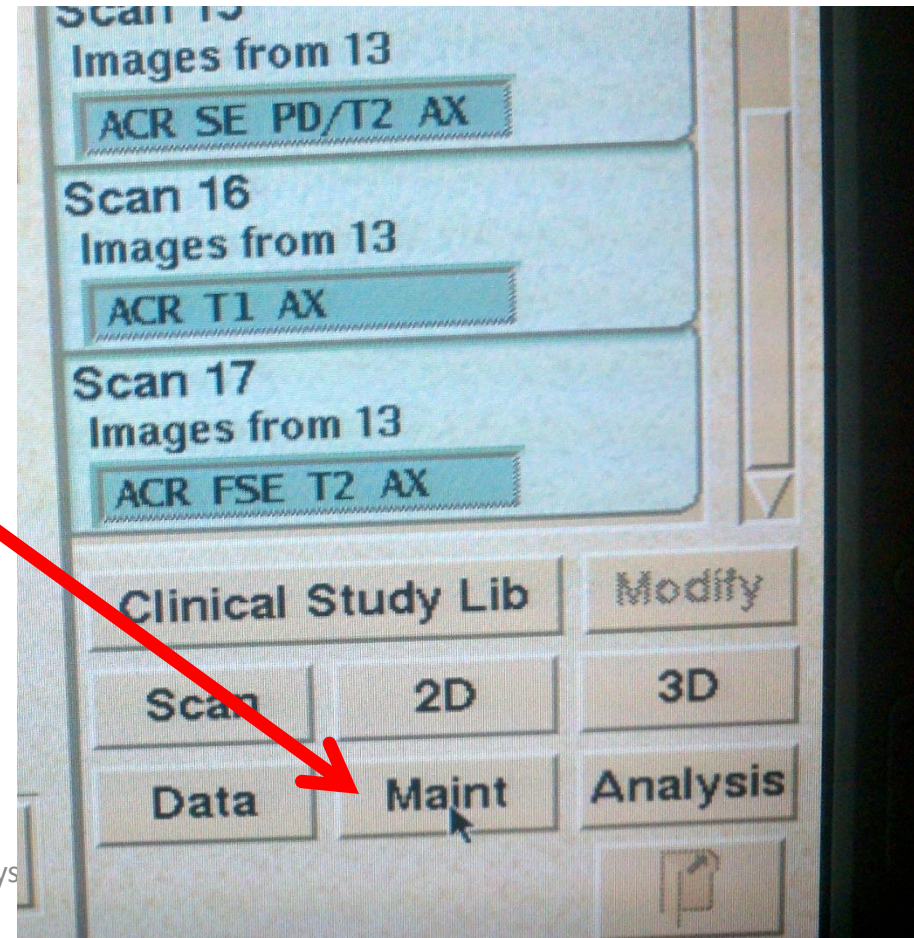 Images from 13
ACR SE PD/T2 AX
Scan 16
Images from 13
ACR T1 AX
Scan 17
Images from 13
ACR FSE T2 AX
Clinical Study Lib
Modify
Scan
2D
3D
Data
Maint
Analysis